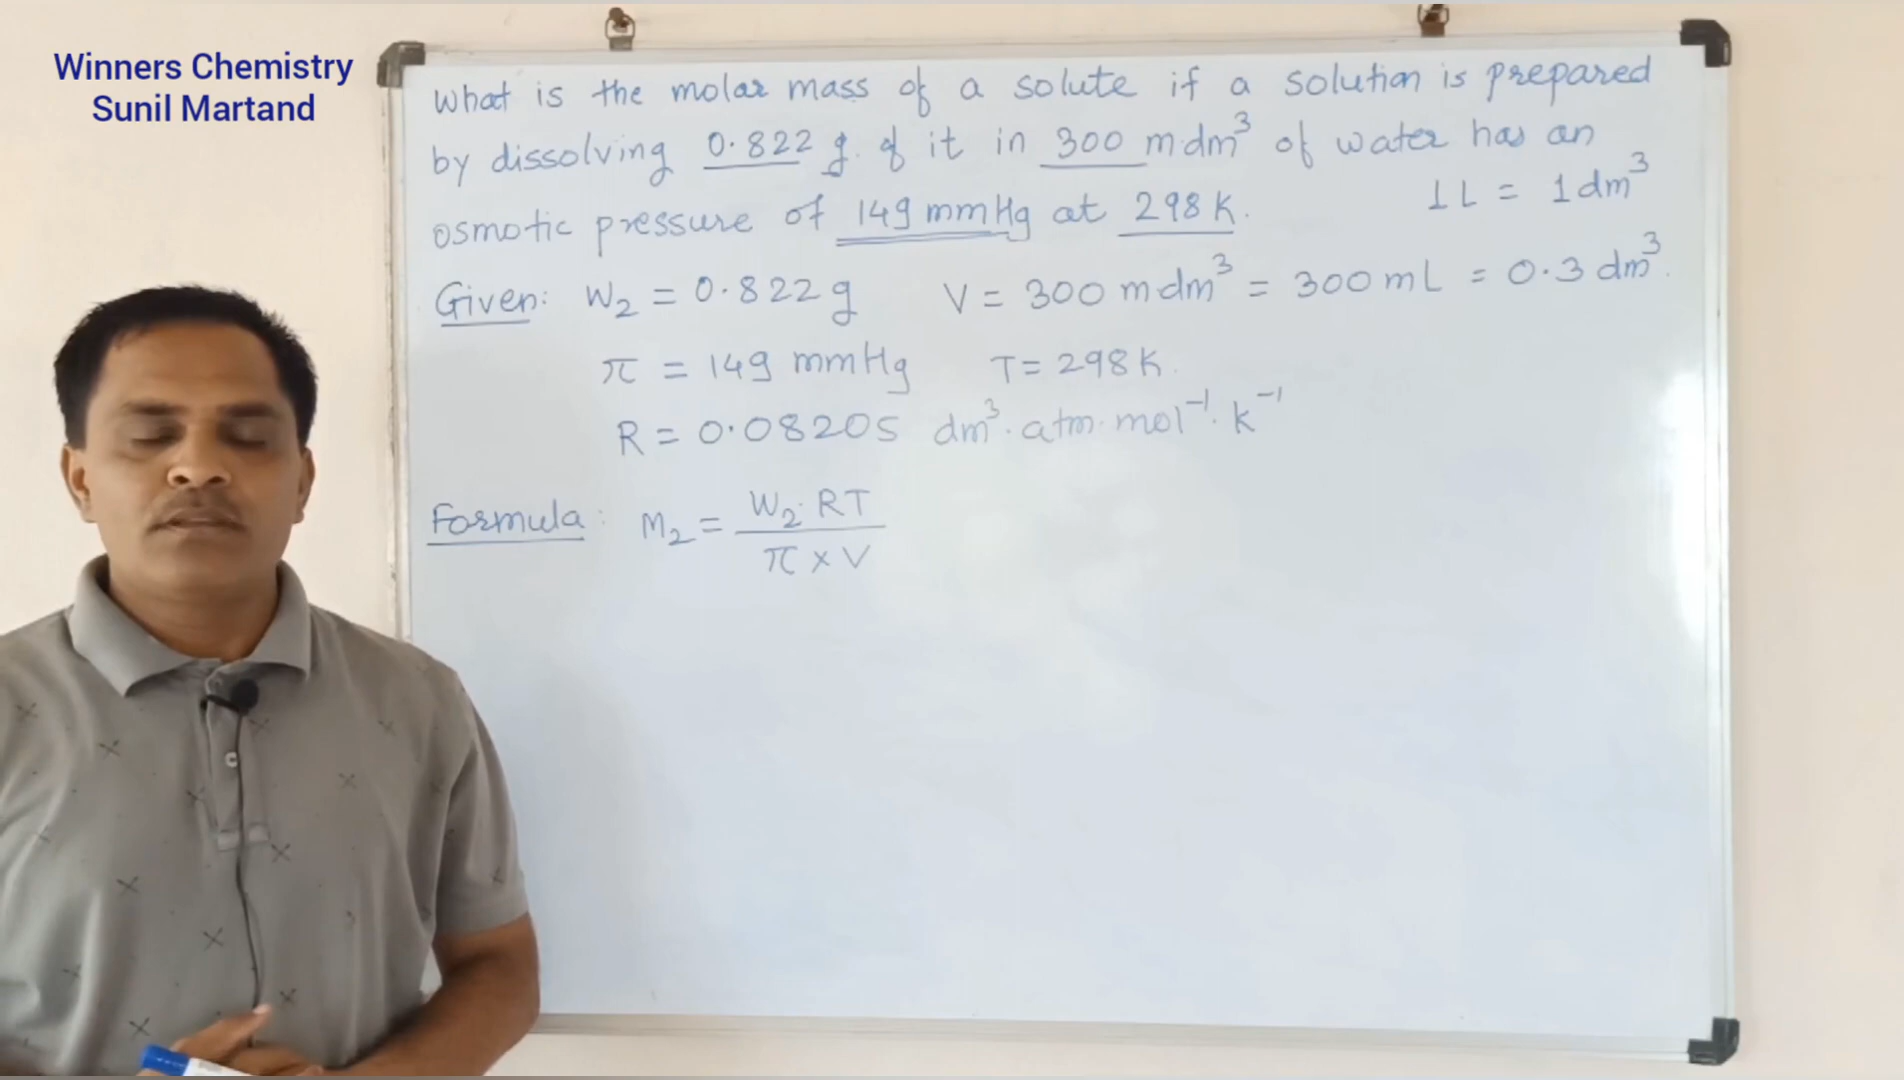 Winners Chemistry
Sunil Martand
What is the molar mass of a solute if a solution is prepared
by dissolving 0.822 g. of it in 300 mdm³ of water has an
osmotic pressure of 149 mmHg at 298 K.
1 L = 1 dm³
Given: W₂ = 0.822 g V = 300 mdm³ = 300 mL = 0.3 dm³.
π = 149 mmHg T = 298 K.
R = 0.08205 dm³·atm·mol⁻¹·K⁻¹
Formula: M₂ = W₂·RT
π × V